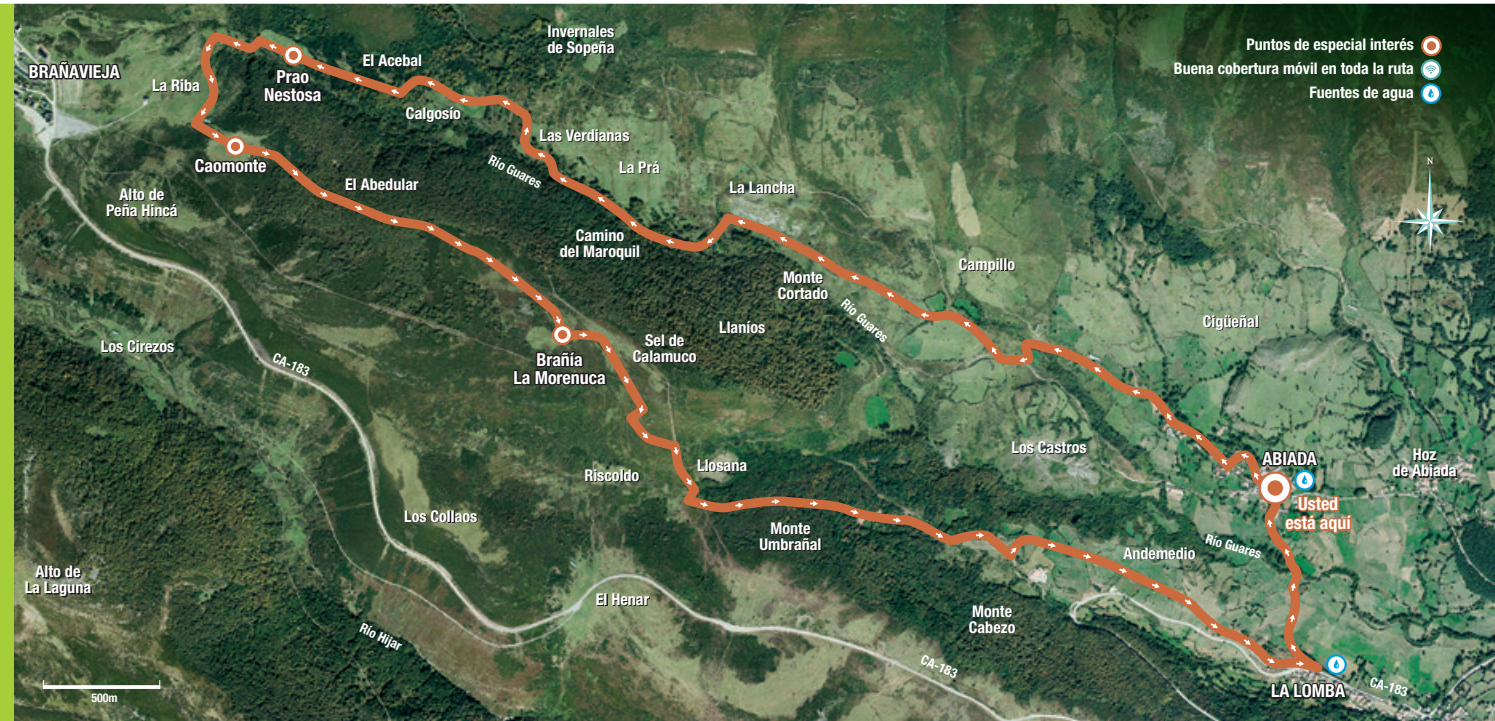 Puntos de especial interés
Buena cobertura móvil en toda la ruta
Fuentes de agua
N
BRAÑAVIEJA
La Riba
Prao
Nestosa
El Acebal
Invernales
de Sopeña
Calgosío
Las Verdianas
Río Guares
La Prá
La Lancha
Caomonte
El Abedular
Alto de
Peña Hincá
Camino
del Maroquil
Monte
Cortado
Campillo
Río Guares
Cigüeñal
Llaníos
Los Cirezos
CA-183
Sel de
Calamuco
Brañía
La Morenuca
Los Castros
ABIADA
Usted
está aquí
Hoz
de Abiada
Riscoldo
Llosana
Los Collaos
Monte
Umbrañal
Andemedio
Río Guares
Alto de
La Laguna
El Henar
Río Hijar
Monte
Cabezo
CA-183
CA-183
LA LOMBA
500m